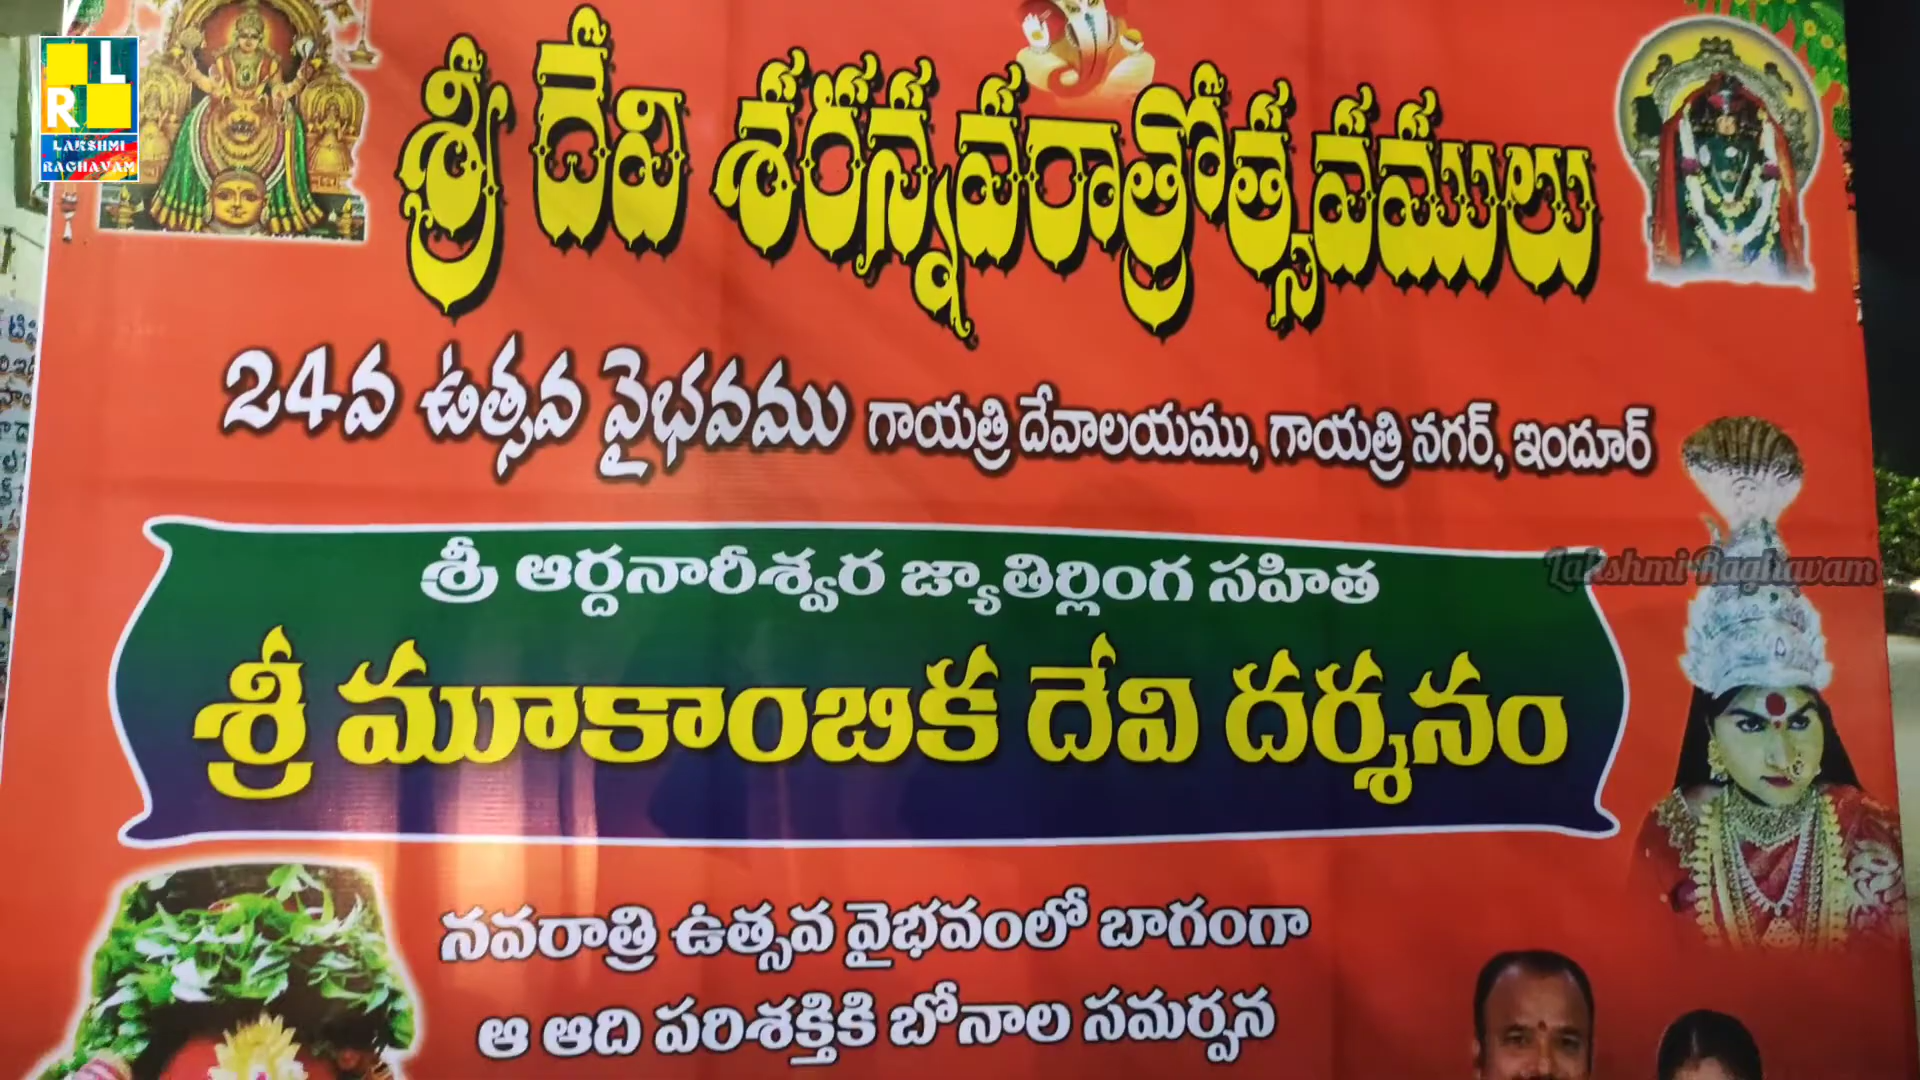 L
R
LAKSHMI
RAGHAVAM
శ్రీ దేవి శరన్నవరాత్రోత్సవములు
24వ ఉత్సవ వైభవము గాయత్రి దేవాలయము, గాయత్రి నగర్, ఇందూర్
Lakshmi Raghavam
శ్రీ ఆర్దనారీశ్వర జ్యాతిర్లింగ సహిత
శ్రీ మూకాంబిక దేవి దర్శనం
నవరాత్రి ఉత్సవ వైభవంలో బాగంగా
ఆ ఆది పరిశక్తికి బోనాల సమర్పన